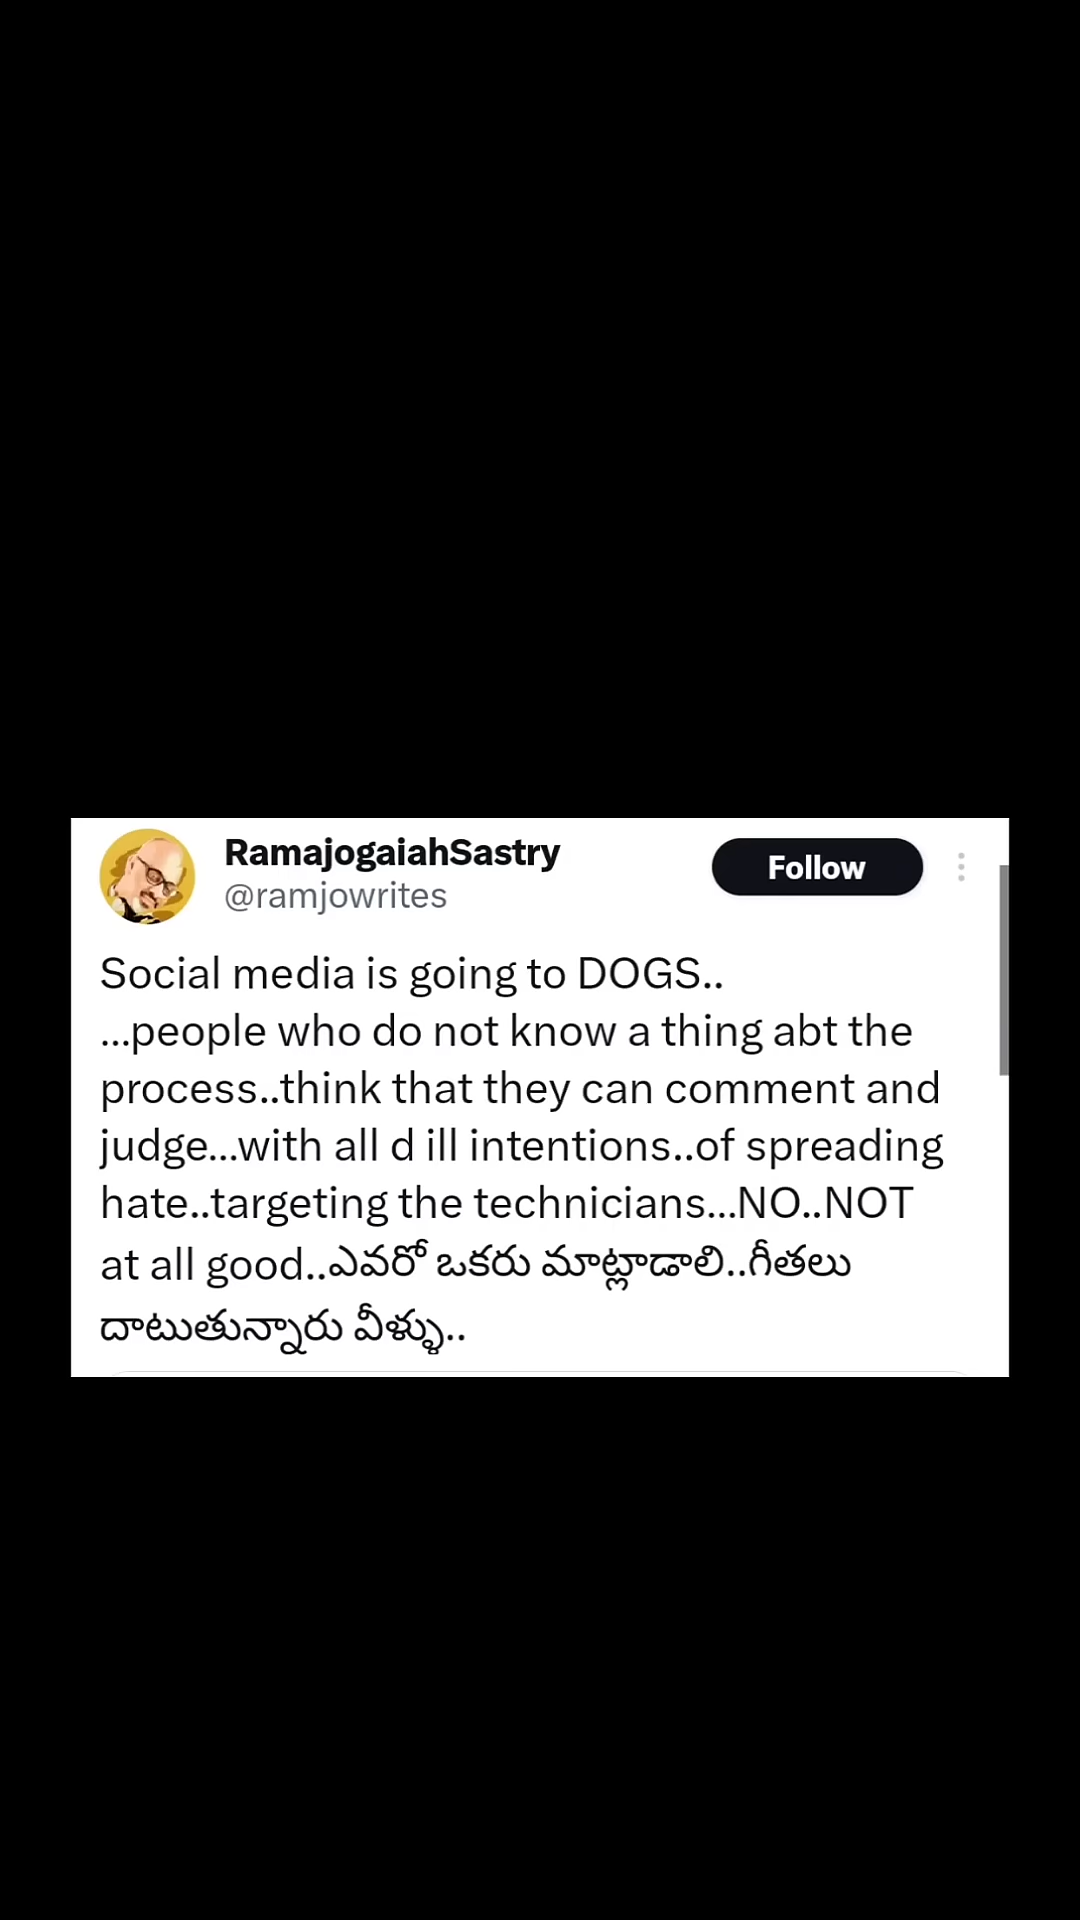 RamajogaiahSastry
@ramjowrites
Follow
Social media is going to DOGS..
...people who do not know a thing abt the
process..think that they can comment and
judge...with all d ill intentions..of spreading
hate..targeting the technicians...NO..NOT
at all good..ఎవరో ఒకరు మాట్లాడాలి..గీతలు
దాటుతున్నారు వీళ్ళు..